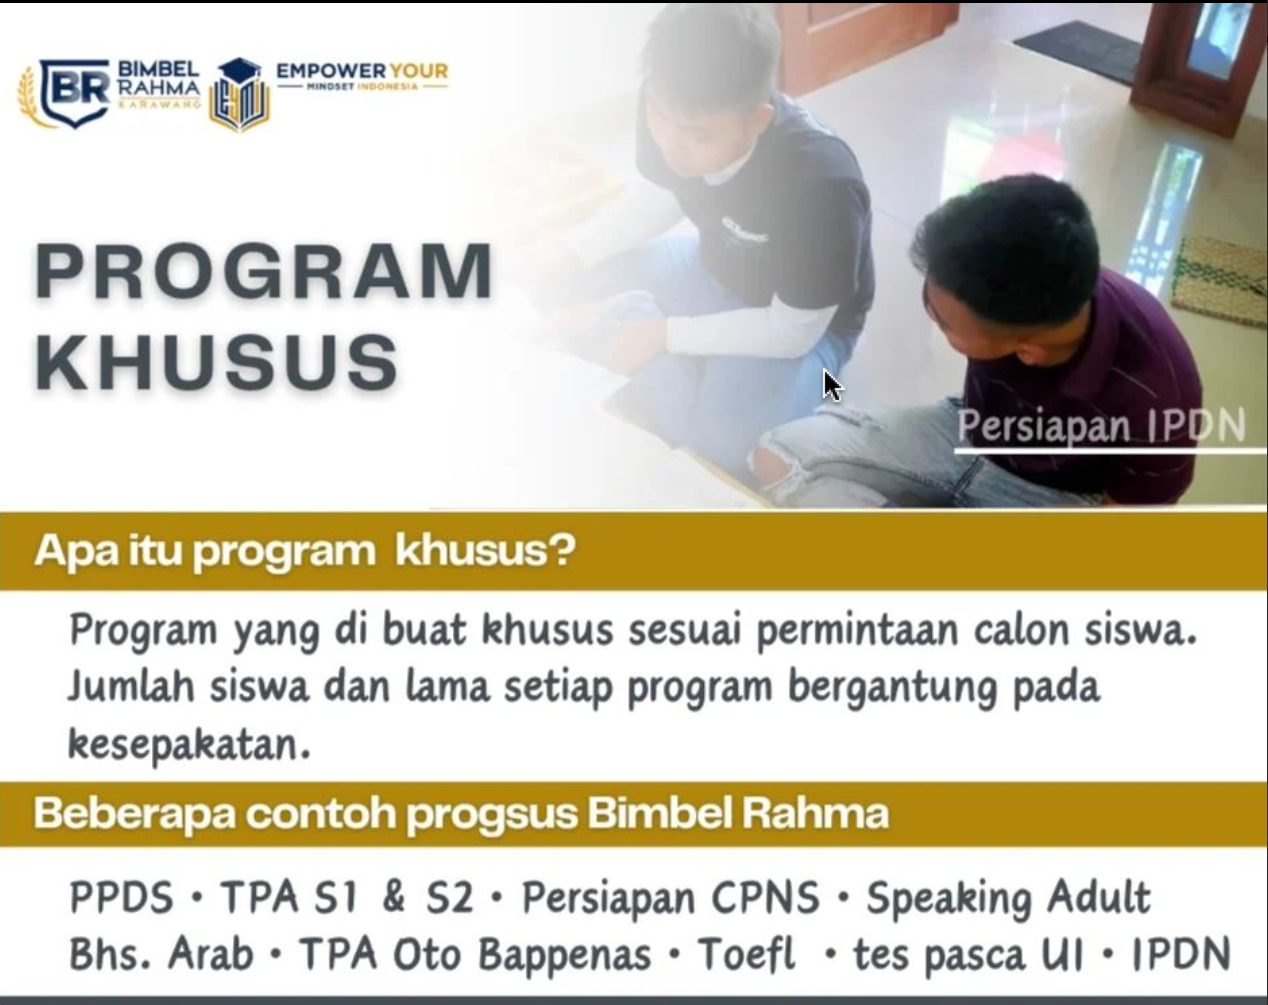 BR BIMBEL RAHMA KARAWANG
EMPOWER YOUR
MINDSET INDONESIA
PROGRAM
KHUSUS
Persiapan IPDN
Apa itu program khusus?
Program yang di buat khusus sesuai permintaan calon siswa.
Jumlah siswa dan lama setiap program bergantung pada
kesepakatan.
Beberapa contoh progsus Bimbel Rahma
PPDS • TPA S1 & S2 • Persiapan CPNS • Speaking Adult
Bhs. Arab • TPA Oto Bappenas • Toefl • tes pasca UI • IPDN